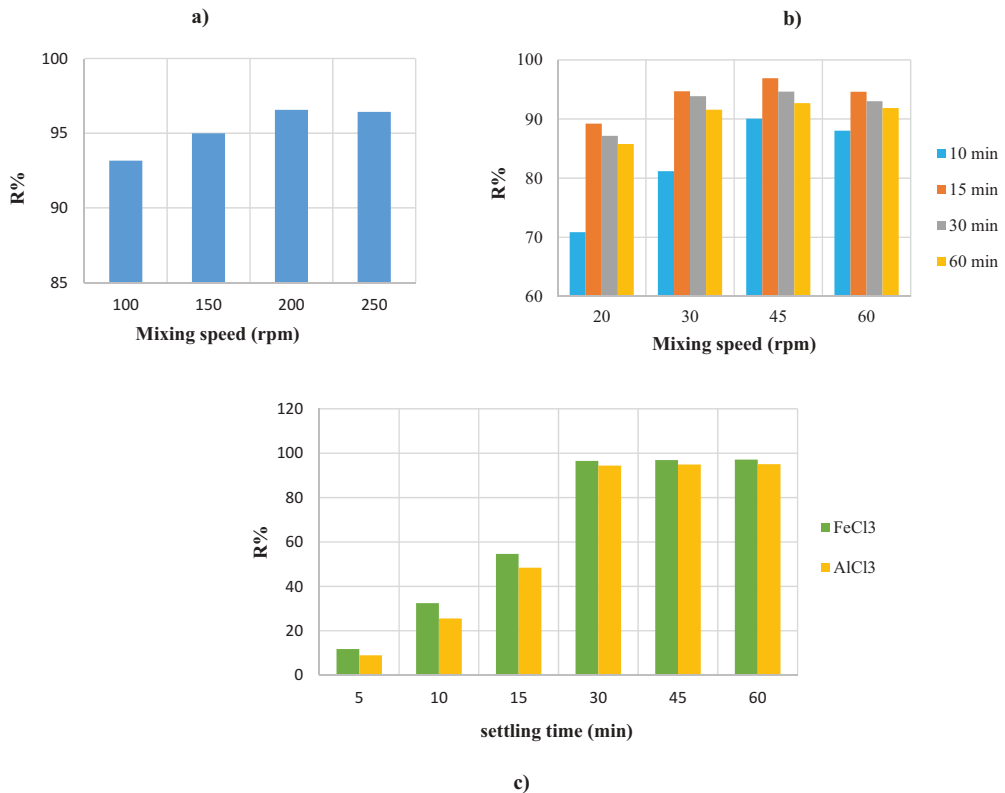 a)
100
95
90
85
R%
100
150
200
250
Mixing speed (rpm)
b)
100
90
80
70
60
R%
20
30
45
60
Mixing speed (rpm)
10 min
15 min
30 min
60 min
120
100
80
60
40
20
0
R%
5
10
15
30
45
60
settling time (min)
FeCl3
AlCl3
c)